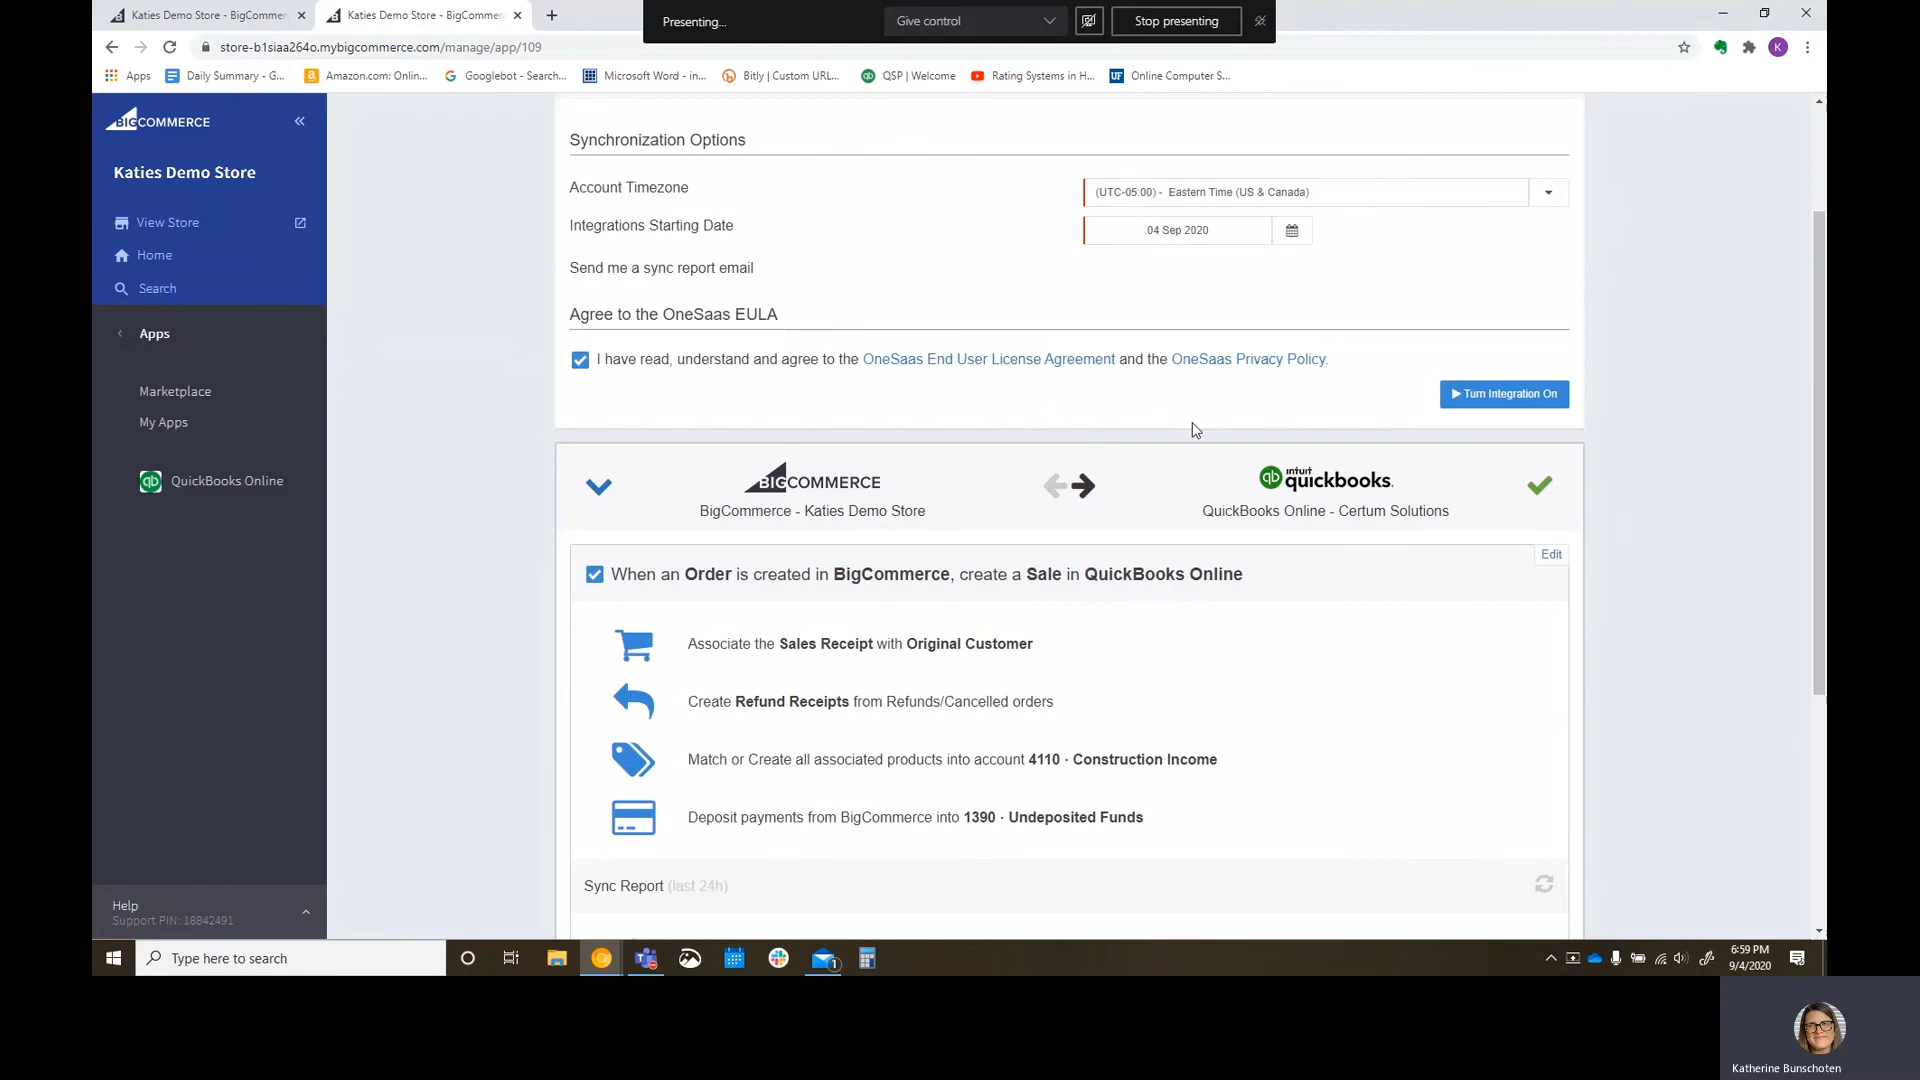 Katies Demo Store - BigCommerc
Katies Demo Store - BigCommerc
Presenting...
Give control
Stop presenting
store-b1siaa264o.mybigcommerce.com/manage/app/109
K
Apps
Daily Summary - G...
Amazon.com: Onlin...
Googlebot - Search...
Microsoft Word - in...
Bitly | Custom URL...
QSP | Welcome
Rating Systems in H...
UF
Online Computer S...
BIGCOMMERCE
Katies Demo Store
View Store
Home
Search
Apps
Marketplace
My Apps
qb QuickBooks Online
Help
Support PIN: 18842491
Synchronization Options
Account Timezone
(UTC-05:00) - Eastern Time (US & Canada)
Integrations Starting Date
04 Sep 2020
Send me a sync report email
Agree to the OneSaas EULA
I have read, understand and agree to the OneSaas End User License Agreement and the OneSaas Privacy Policy.
Turn Integration On
BIGCOMMERCE
BigCommerce - Katies Demo Store
qb intuit quickbooks.
QuickBooks Online - Certum Solutions
Edit
When an Order is created in BigCommerce, create a Sale in QuickBooks Online
Associate the Sales Receipt with Original Customer
Create Refund Receipts from Refunds/Cancelled orders
Match or Create all associated products into account 4110 · Construction Income
Deposit payments from BigCommerce into 1390 · Undeposited Funds
Sync Report (last 24h)
Type here to search
1
6:59 PM
9/4/2020
Katherine Bunschoten